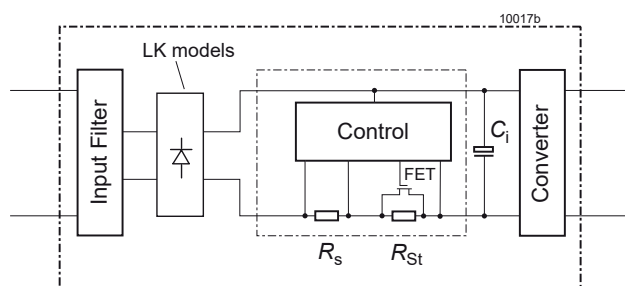 10017b
LK models
Input Filter
Control
FET
Ci
Converter
Rs
RSt